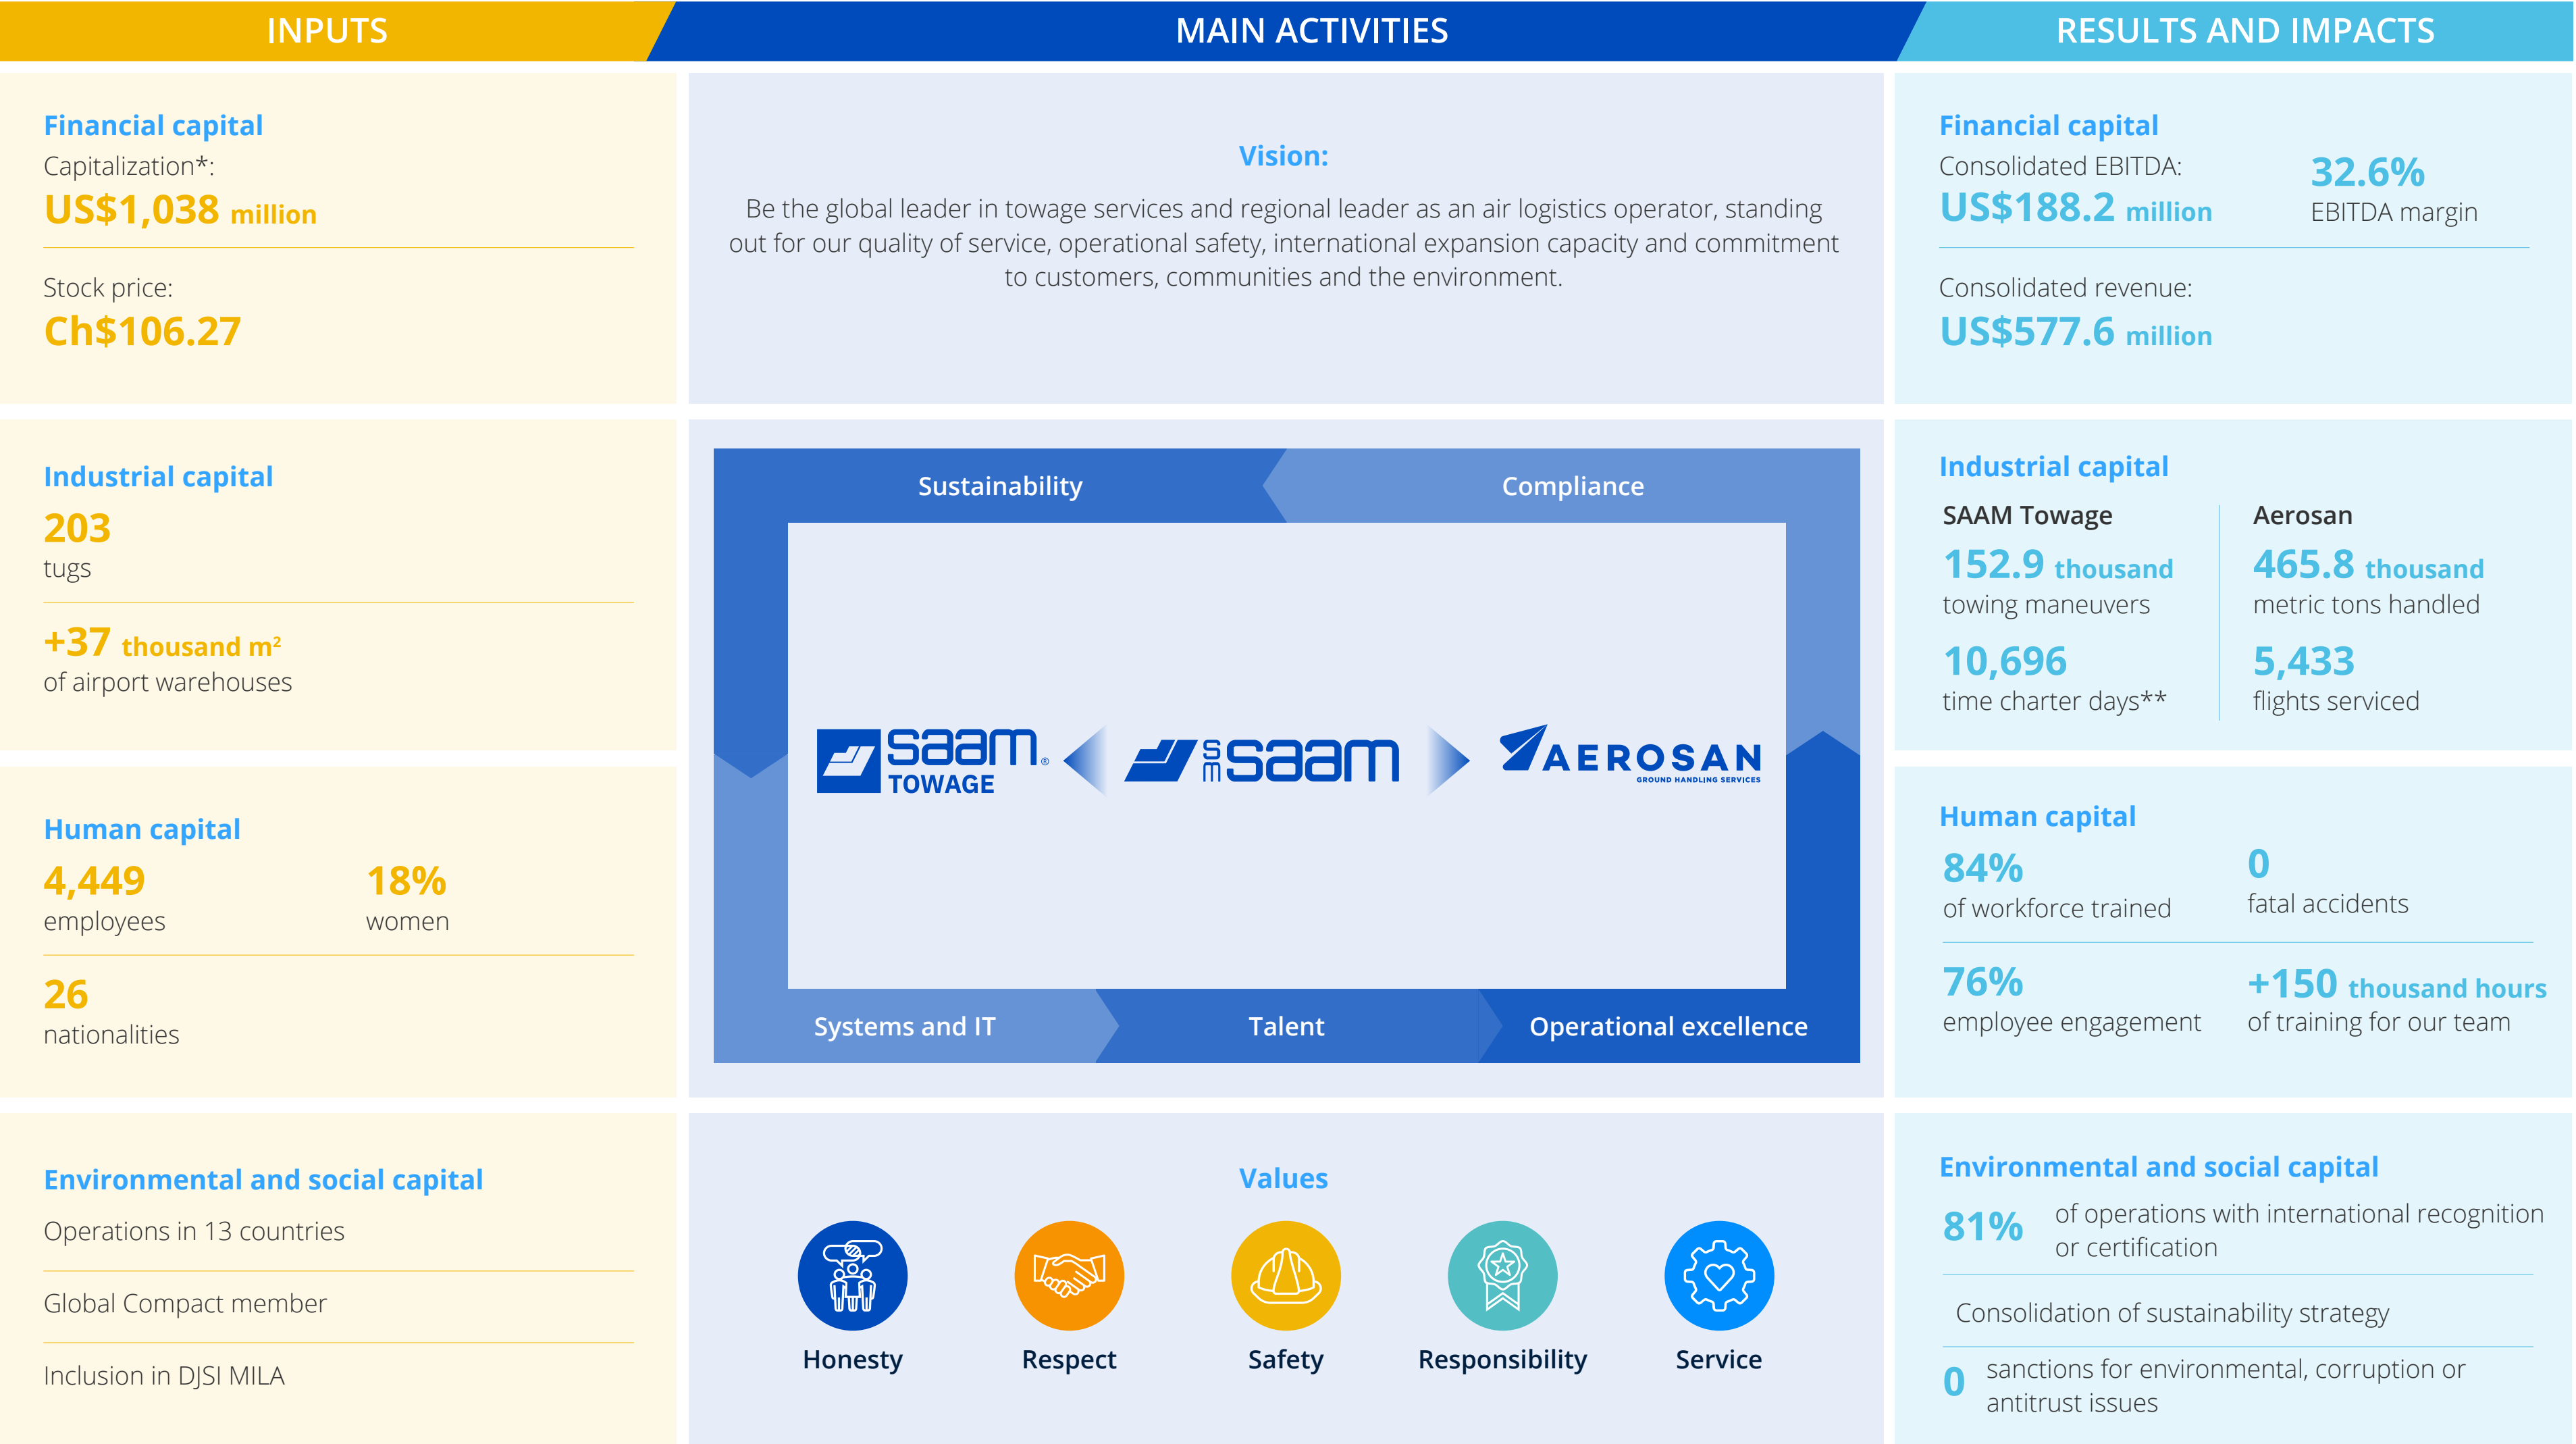 INPUTS
MAIN ACTIVITIES
RESULTS AND IMPACTS
Financial capital
Capitalization*:
US$1,038 million
Stock price:
Ch$106.27
Industrial capital
203
tugs
+37 thousand m²
of airport warehouses
Human capital
4,449
employees
18%
women
26
nationalities
Environmental and social capital
Operations in 13 countries
Global Compact member
Inclusion in DJSI MILA
Vision:
Be the global leader in towage services and regional leader as an air logistics operator, standing
out for our quality of service, operational safety, international expansion capacity and commitment
to customers, communities and the environment.
Sustainability
Compliance
saam®
TOWAGE
SM saam
AEROSAN
GROUND HANDLING SERVICES
Systems and IT
Talent
Operational excellence
Values
Honesty
Respect
Safety
Responsibility
Service
Financial capital
Consolidated EBITDA:
US$188.2 million
32.6%
EBITDA margin
Consolidated revenue:
US$577.6 million
Industrial capital
SAAM Towage
152.9 thousand
towing maneuvers
10,696
time charter days**
Aerosan
465.8 thousand
metric tons handled
5,433
flights serviced
Human capital
84%
of workforce trained
0
fatal accidents
76%
employee engagement
+150 thousand hours
of training for our team
Environmental and social capital
81%
of operations with international recognition
or certification
Consolidation of sustainability strategy
0
sanctions for environmental, corruption or
antitrust issues